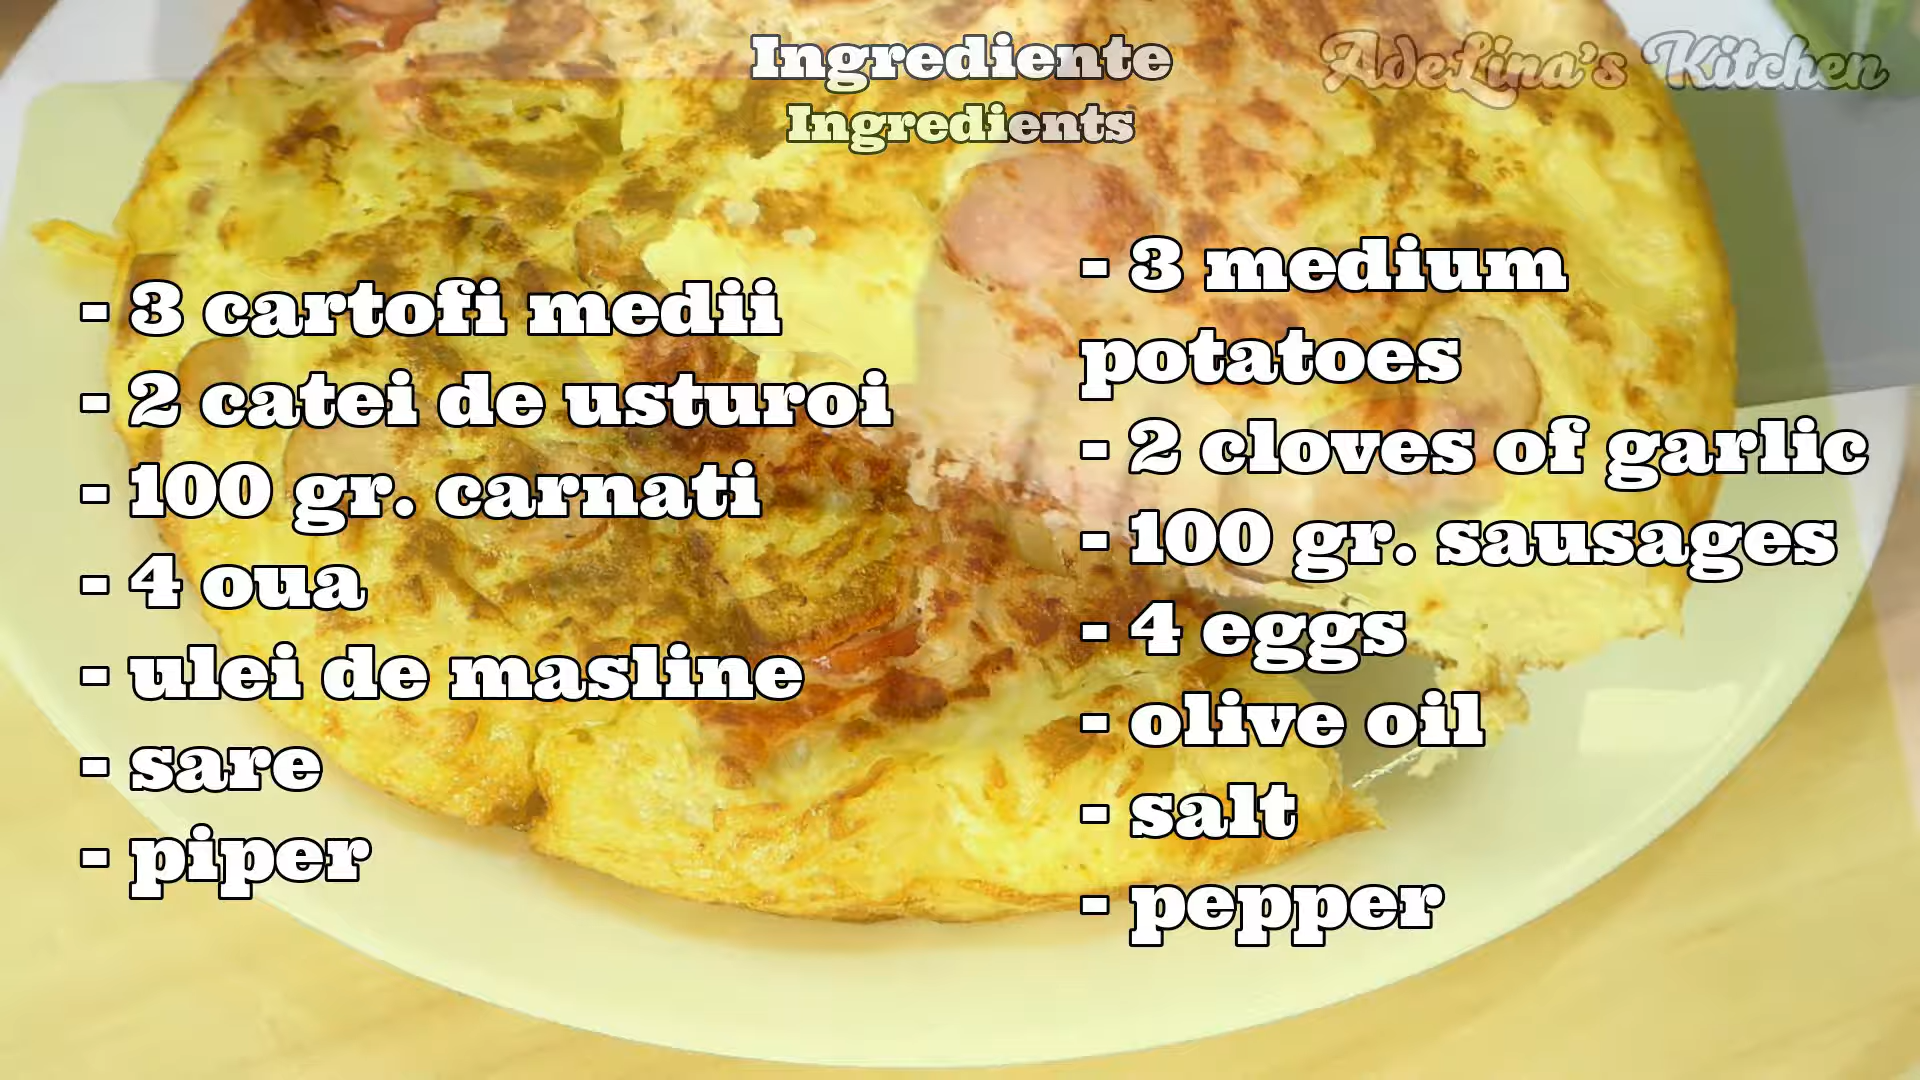 Ingrediente
Ingredients
AdeLina's Kitchen
- 3 cartofi medii
- 2 catei de usturoi
- 100 gr. carnati
- 4 oua
- ulei de masline
- sare
- piper
- 3 medium
potatoes
- 2 cloves of garlic
- 100 gr. sausages
- 4 eggs
- olive oil
- salt
- pepper